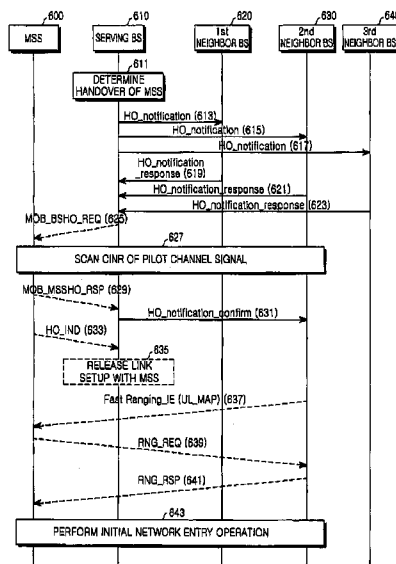 600
610
620
630
640
MSS
SERVING BS
1st
NEIGHBOR BS
2nd
NEIGHBOR BS
3rd
NEIGHBOR BS
611
DETERMINE
HANDOVER OF MSS
HO_notification (613)
HO_notification (615)
HO_notification (617)
HO_notification
_response (619)
HO_notification_response (621)
HO_notification_response (623)
MOB_BSHO_REQ (625)
627
SCAN CINR OF PILOT CHANNEL SIGNAL
MOB_MSSHO_RSP (629)
HO_notification_confirm (631)
HO_IND (633)
635
RELEASE LINK
SETUP WITH MSS
Fast Ranging_IE (UL_MAP) (637)
RNG_REQ (639)
RNG_RSP (641)
643
PERFORM INITIAL NETWORK ENTRY OPERATION